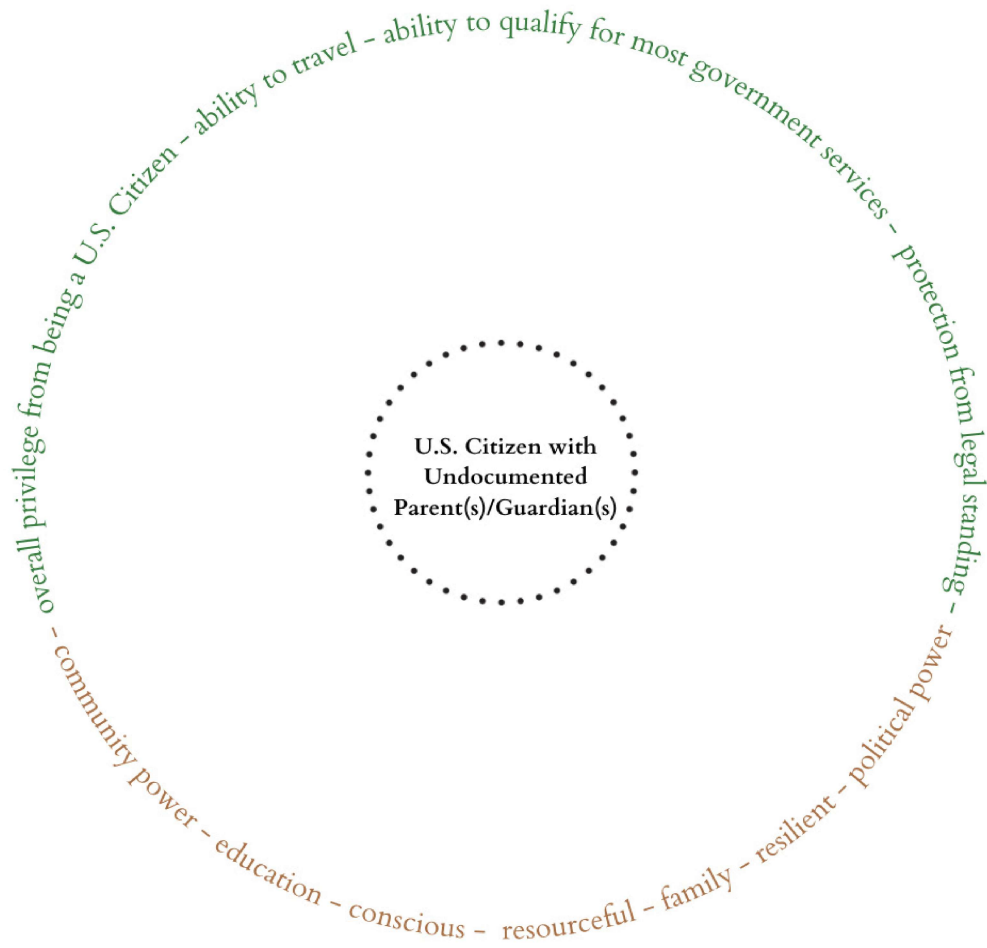 overall privilege from being a U.S. Citizen - ability to travel - ability to qualify for most government services - protection from legal standing -
U.S. Citizen with
Undocumented
Parent(s)/Guardian(s)
- community power - education - conscious - resourceful - family - resilient - political power